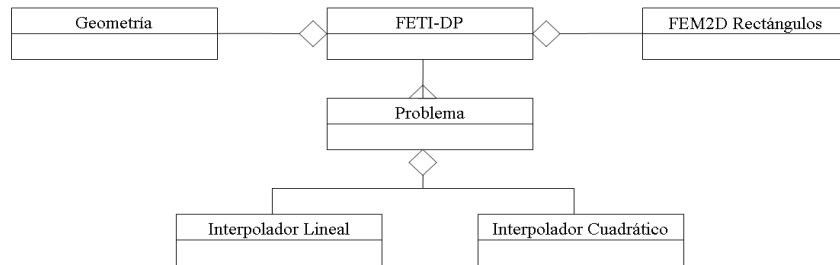 Geometría
FETI-DP
FEM2D Rectángulos
Problema
Interpolador Lineal
Interpolador Cuadrático